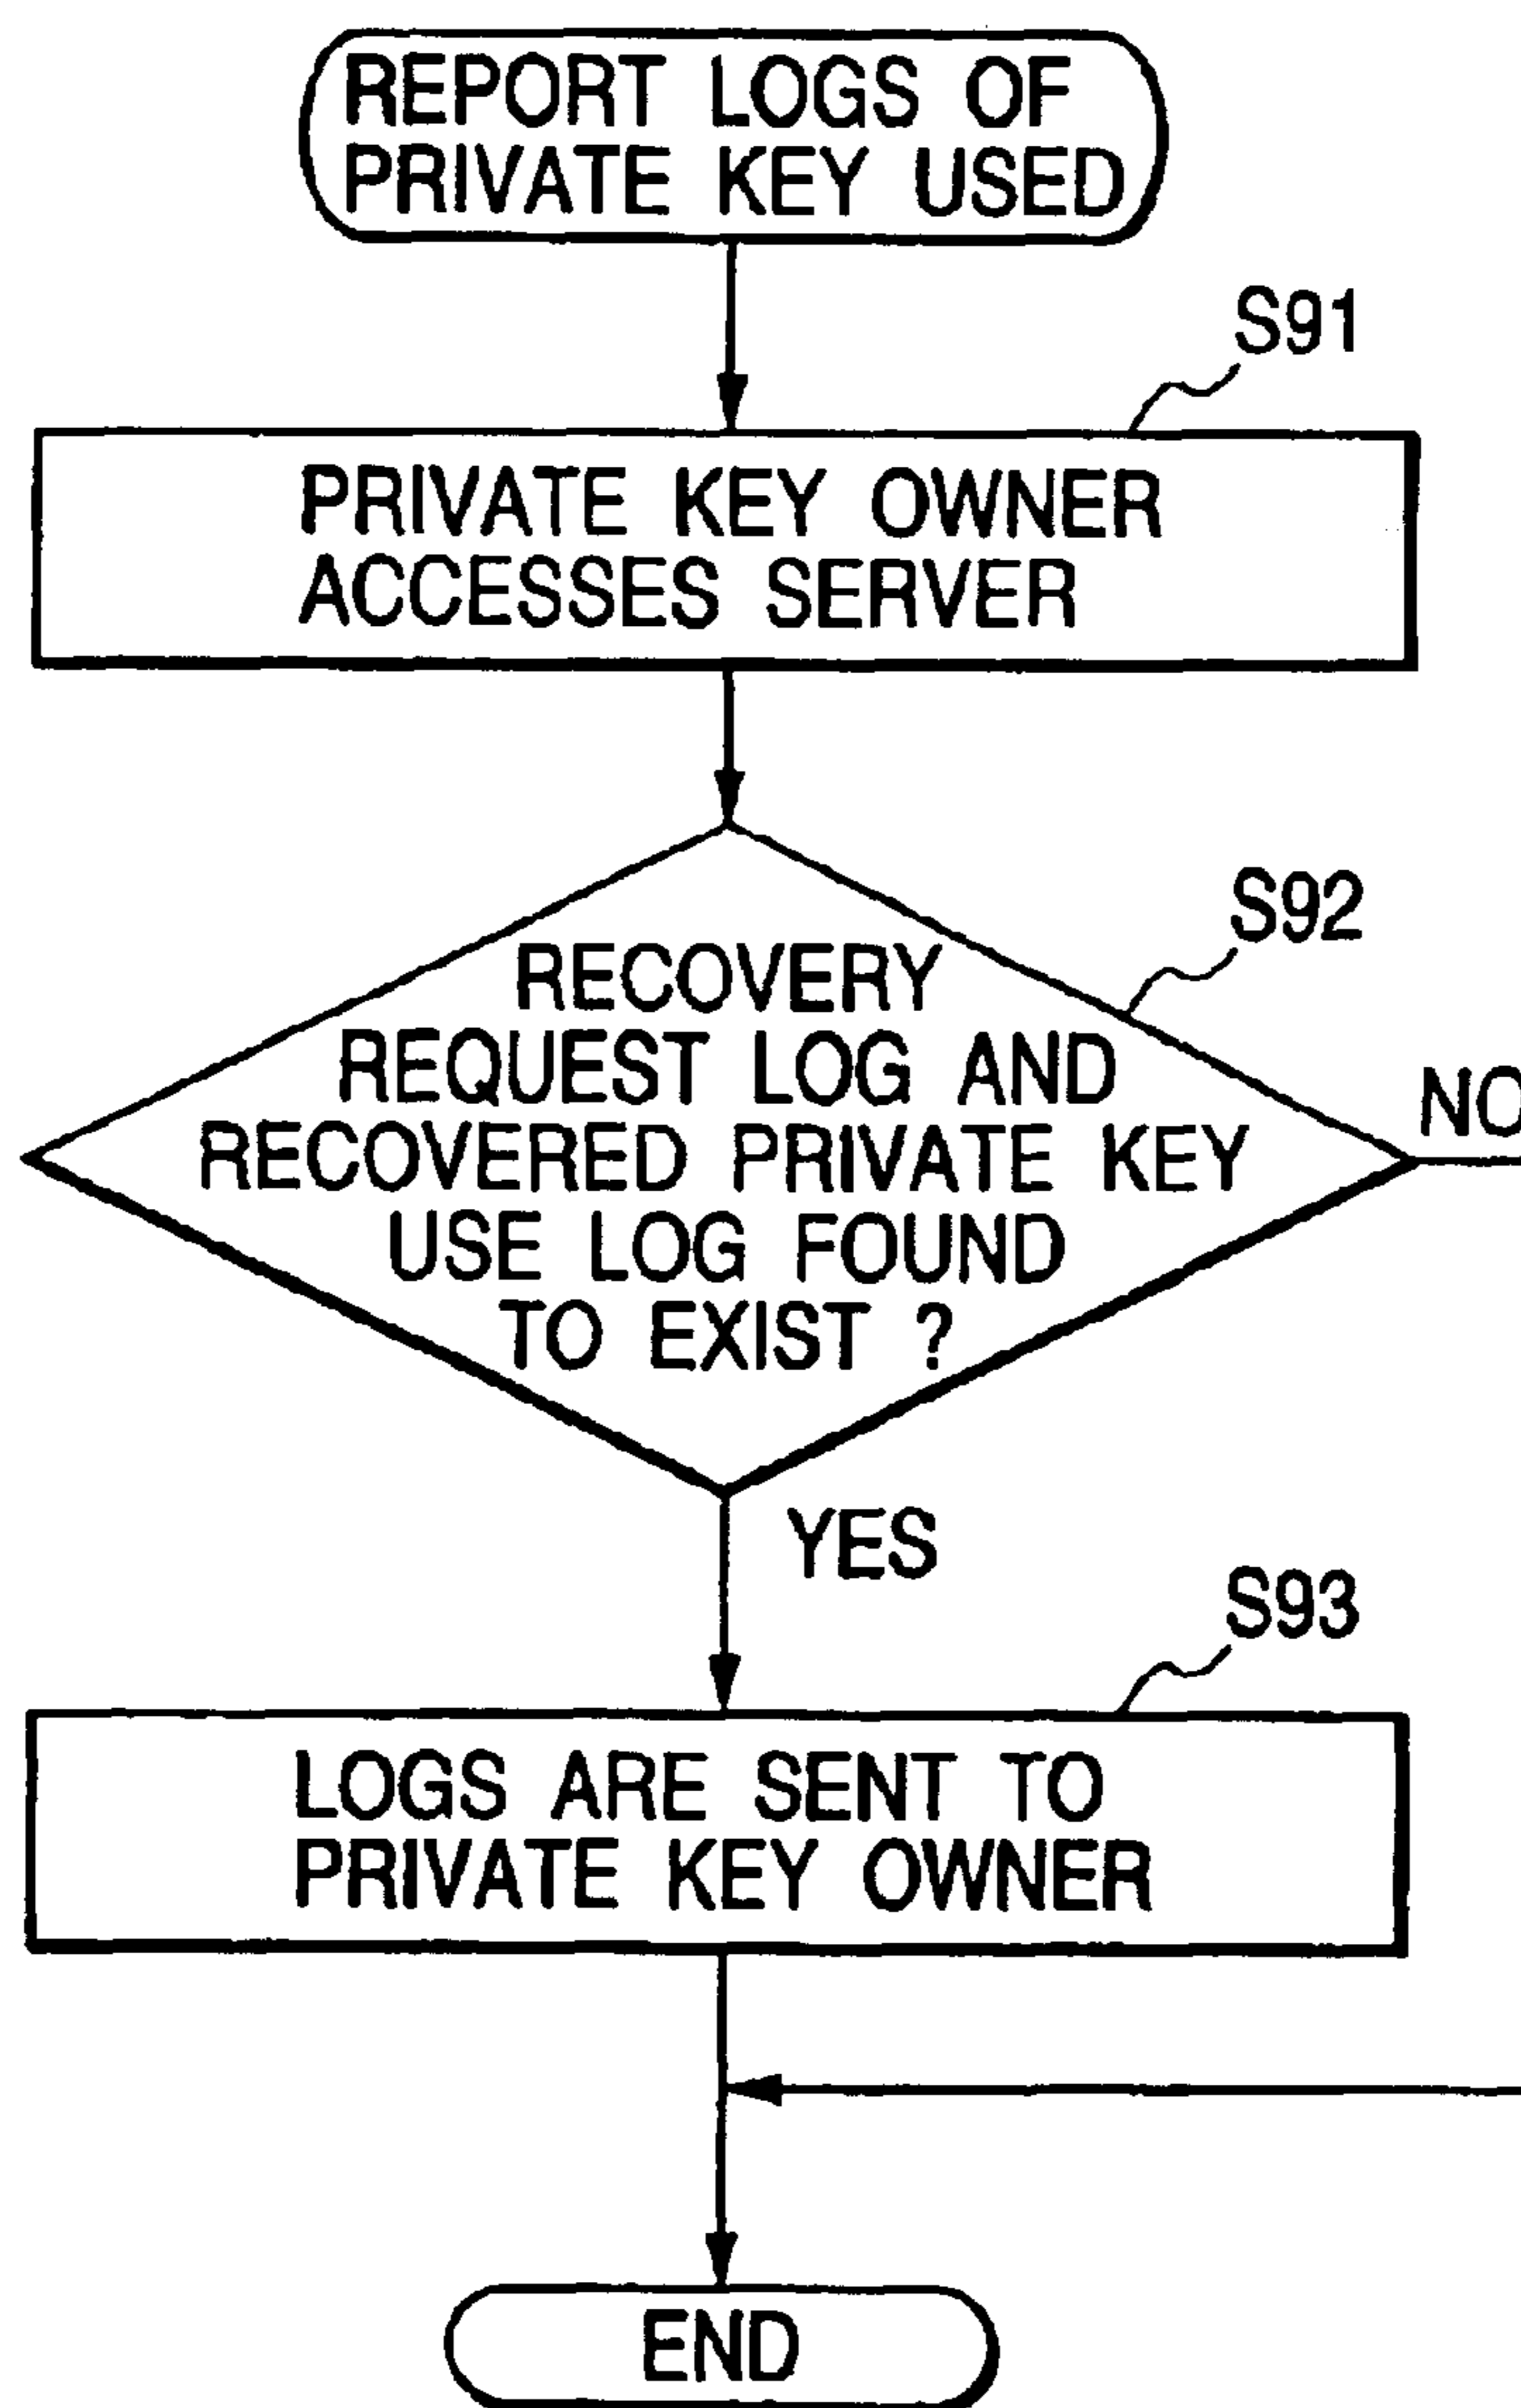 REPORT LOGS OF
PRIVATE KEY USED
S91
PRIVATE KEY OWNER
ACCESSES SERVER
S92
RECOVERY
REQUEST LOG AND
RECOVERED PRIVATE KEY
USE LOG FOUND
TO EXIST ?
NO
YES
S93
LOGS ARE SENT TO
PRIVATE KEY OWNER
END